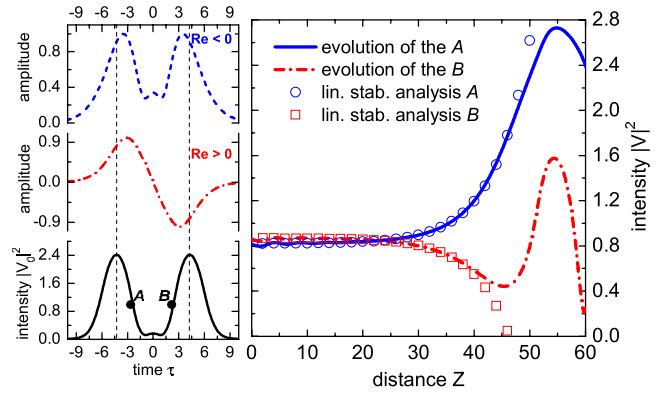 -9 -6 -3 0 3 6 9
amplitude
0.8
0.4
0.0
Re < 0
amplitude
0.9
0.0
-0.9
Re > 0
intensity |V₀|²
2.4
1.6
0.8
0.0
A
B
-9 -6 -3 0 3 6 9
time τ
evolution of the A
evolution of the B
lin. stab. analysis A
lin. stab. analysis B
2.8
2.4
2.0
1.6
1.2
0.8
0.4
0.0
intensity |V|²
0 10 20 30 40 50 60
distance Z